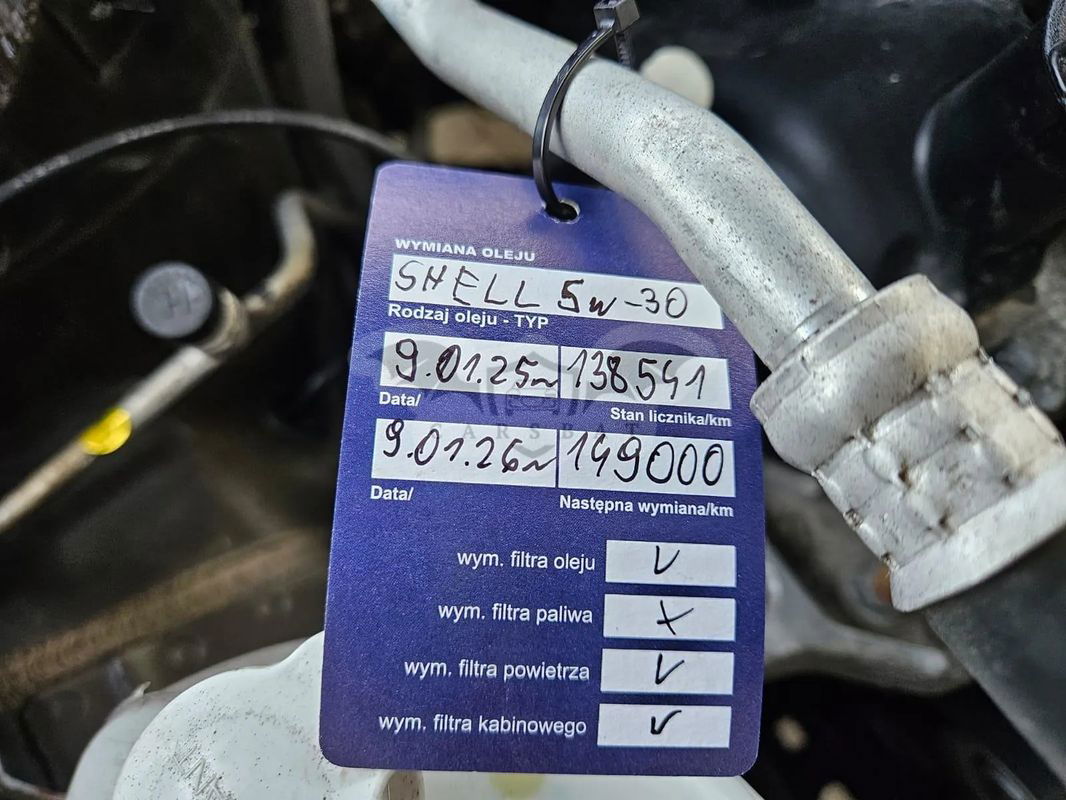 WYMIANA OLEJU
SHELL 5w-30
Rodzaj oleju - TYP
9.01.25r 138541
Data/ Stan licznika/km
CARSBAT
9.01.26r 149000
Data/ Następna wymiana/km
wym. filtra oleju V
wym. filtra paliwa X
wym. filtra powietrza V
wym. filtra kabinowego V
H